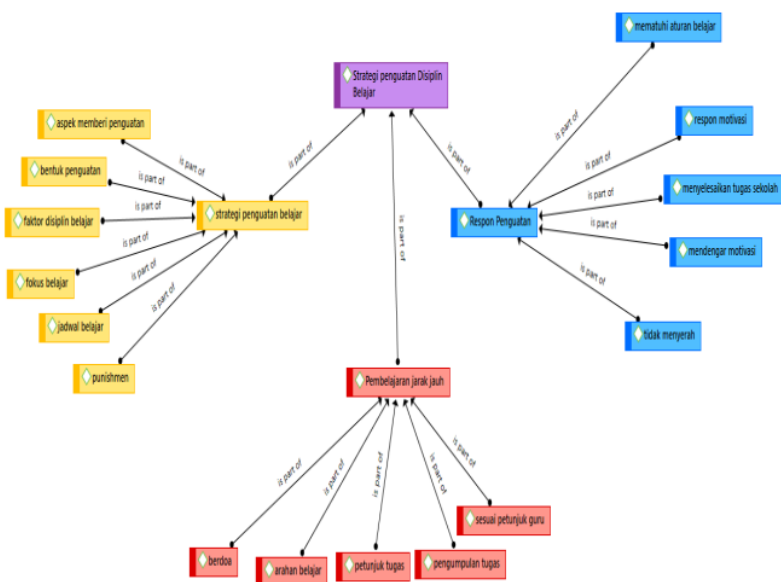 mematuhi aturan belajar
Strategi penguatan Disiplin
Belajar
aspek memberi penguatan
respon motivasi
is part of
is part of
is part of
is part of
bentuk penguatan
is part of
is part of
menyelesaikan tugas sekolah
is part of
faktor disiplin belajar
is part of
strategi penguatan belajar
Respon Penguatan
is part of
is part of
is part of
mendengar motivasi
fokus belajar
is part of
is part of
is part of
jadwal belajar
tidak menyerah
punishmen
Pembelajaran jarak jauh
is part of
is part of
is part of
is part of
is part of
sesuai petunjuk guru
berdoa
arahan belajar
petunjuk tugas
pengumpulan tugas